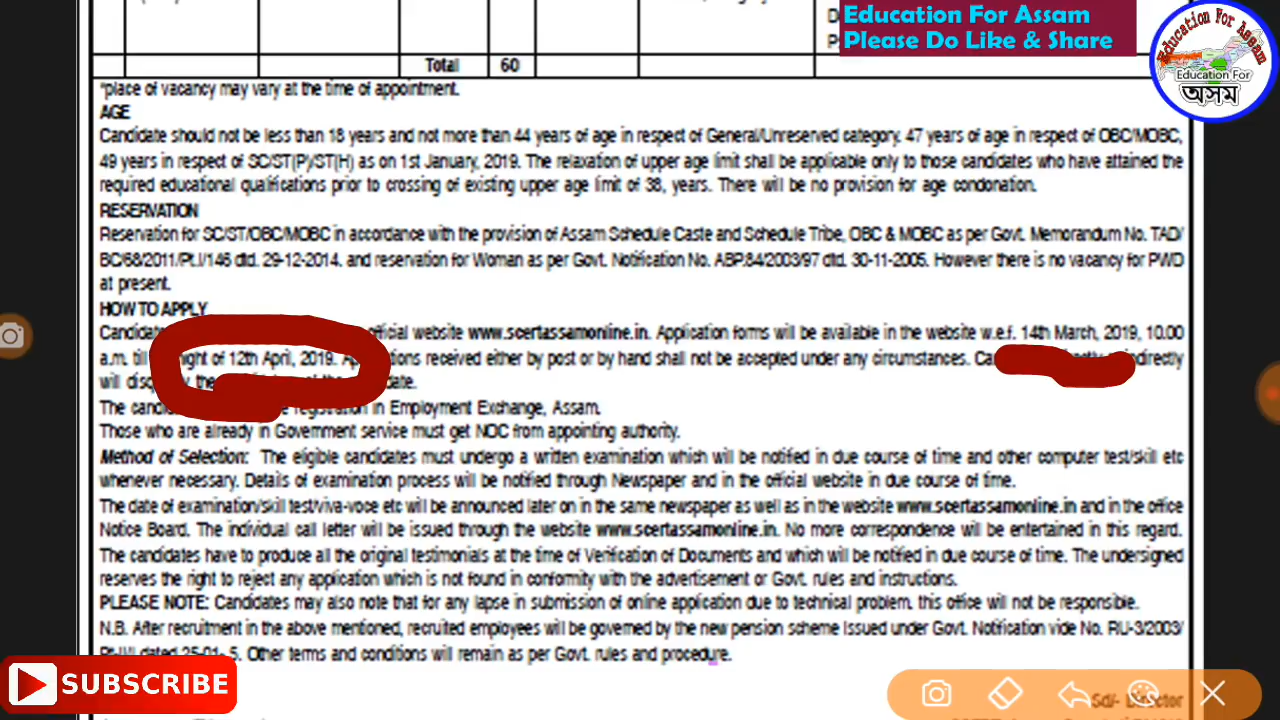 Education For Assam
Please Do Like & Share
Education For Assam
Education For
অসম
Total 60
*place of vacancy may vary at the time of appointment.
AGE
Candidate should not be less than 18 years and not more than 44 years of age in respect of General/Unreserved category, 47 years of age in respect of OBC/MOBC,
49 years in respect of SC/ST(P)/ST(H) as on 1st January, 2019. The relaxation of upper age limit shall be applicable only to those candidates who have attained the
required educational qualifications prior to crossing of existing upper age limit of 38, years. There will be no provision for age condonation.
RESERVATION
Reservation for SC/ST/OBC/MOBC in accordance with the provision of Assam Schedule Caste and Schedule Tribe, OBC & MOBC as per Govt. Memorandum No. TAD/
BC/68/2011/Pt.I/146 dtd. 29-12-2014. and reservation for Woman as per Govt. Notification No. ABP.84/2003/97 dtd. 30-11-2005. However there is no vacancy for PWD
at present.
HOW TO APPLY
official website www.scertassamonline.in. Application forms will be available in the website w.e.f. 14th March, 2019, 10.00
a.m. till night of 12th April, 2019. received either by post or by hand shall not be accepted under any circumstances. indirectly
will the
The registration in Employment Exchange, Assam.
Those who are already in Government service must get NOC from appointing authority.
Method of Selection: The eligible candidates must undergo a written examination which will be notified in due course of time and other computer test/skill etc
whenever necessary. Details of examination process will be notified through Newspaper and in the official website in due course of time.
The date of examination/skill test/viva-voce etc will be announced later on in the same newspaper as well as in the website www.scertassamonline.in and in the office
Notice Board. The individual call letter will be issued through the website www.scertassamonline.in. No more correspondence will be entertained in this regard.
The candidates have to produce all the original testimonials at the time of Verification of Documents and which will be notified in due course of time. The undersigned
reserves the right to reject any application which is not found in conformity with the advertisement or Govt. rules and instructions.
PLEASE NOTE: Candidates may also note that for any lapse in submission of online application due to technical problem, this office will not be responsible.
N.B. After recruitment in the above mentioned, recruited employees will be governed by the new pension scheme issued under Govt. Notification vide No. RU-3/2003/
Other terms and conditions will remain as per Govt. rules and procedure.
SUBSCRIBE
Sd/- Director